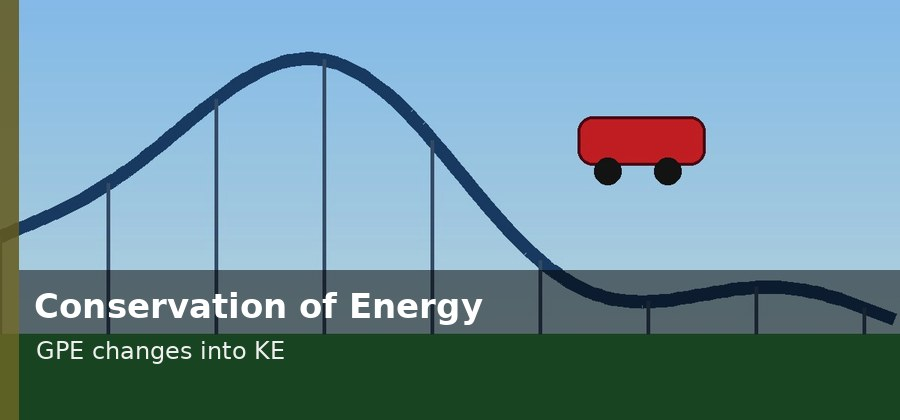 Conservation of Energy
GPE changes into KE